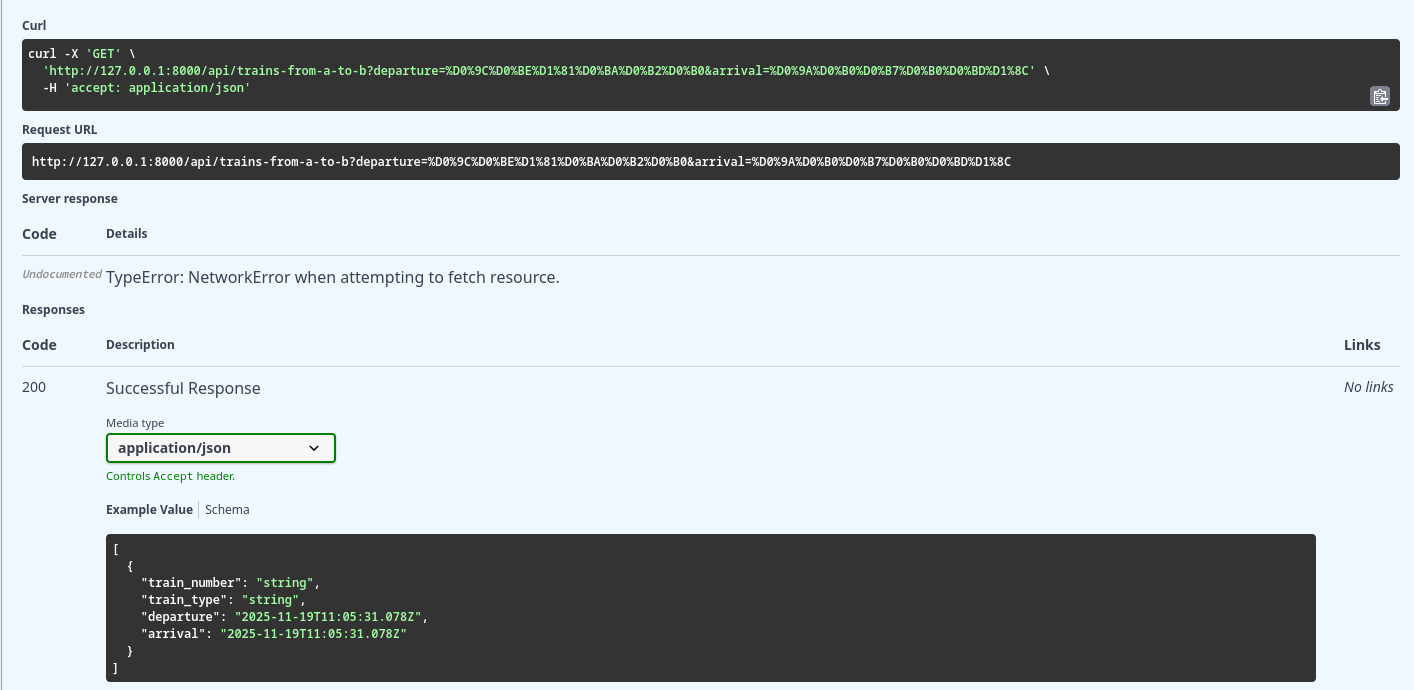 Curl
curl -X 'GET' \
  'http://127.0.0.1:8000/api/trains-from-a-to-b?departure=%D0%9C%D0%BE%D1%81%D0%BA%D0%B2%D0%B0&arrival=%D0%9A%D0%B0%D0%B7%D0%B0%D0%BD%D1%8C' \
  -H 'accept: application/json'
Request URL
http://127.0.0.1:8000/api/trains-from-a-to-b?departure=%D0%9C%D0%BE%D1%81%D0%BA%D0%B2%D0%B0&arrival=%D0%9A%D0%B0%D0%B7%D0%B0%D0%BD%D1%8C
Server response
Code Details
Undocumented TypeError: NetworkError when attempting to fetch resource.
Responses
Code Description Links
200 Successful Response No links
Media type
application/json
Controls Accept header.
Example Value Schema
[
  {
    "train_number": "string",
    "train_type": "string",
    "departure": "2025-11-19T11:05:31.078Z",
    "arrival": "2025-11-19T11:05:31.078Z"
  }
]